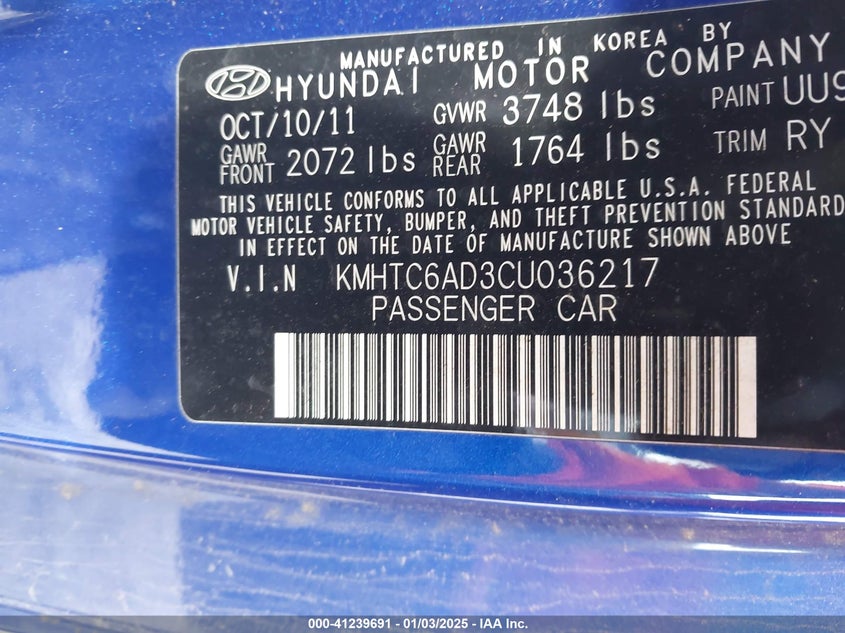 MANUFACTURED IN KOREA BY
HYUNDAI MOTOR COMPANY
OCT/10/11 GVWR 3748 lbs PAINT UU9
GAWR FRONT 2072 lbs GAWR REAR 1764 lbs TRIM RY
THIS VEHICLE CONFORMS TO ALL APPLICABLE U.S.A. FEDERAL
MOTOR VEHICLE SAFETY, BUMPER, AND THEFT PREVENTION STANDARD
IN EFFECT ON THE DATE OF MANUFACTURE SHOWN ABOVE
V.I.N KMHTC6AD3CU036217
PASSENGER CAR
000-41239691 - 01/03/2025 - IAA Inc.